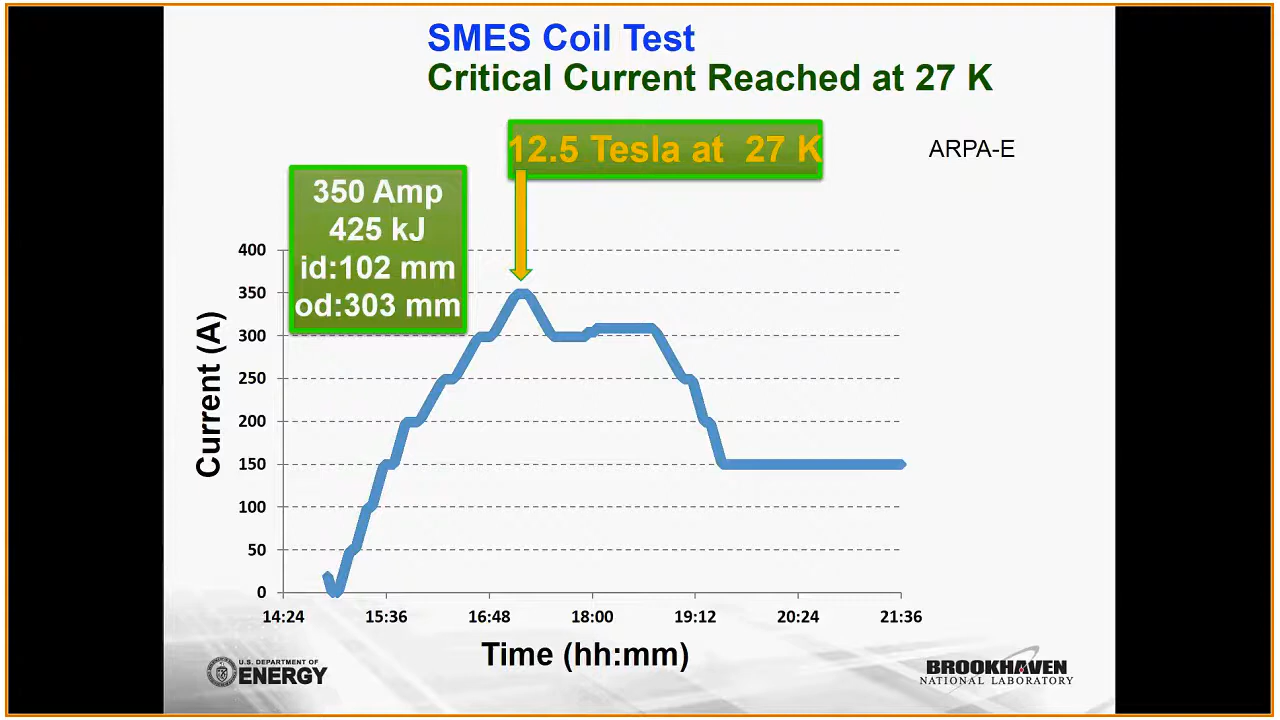 SMES Coil Test
Critical Current Reached at 27 K
12.5 Tesla at 27 K
ARPA-E
350 Amp
425 kJ
id:102 mm
od:303 mm
Current (A)
400
350
300
250
200
150
100
50
0
14:24 15:36 16:48 18:00 19:12 20:24 21:36
Time (hh:mm)
U.S. DEPARTMENT OF
ENERGY
BROOKHAVEN
NATIONAL LABORATORY